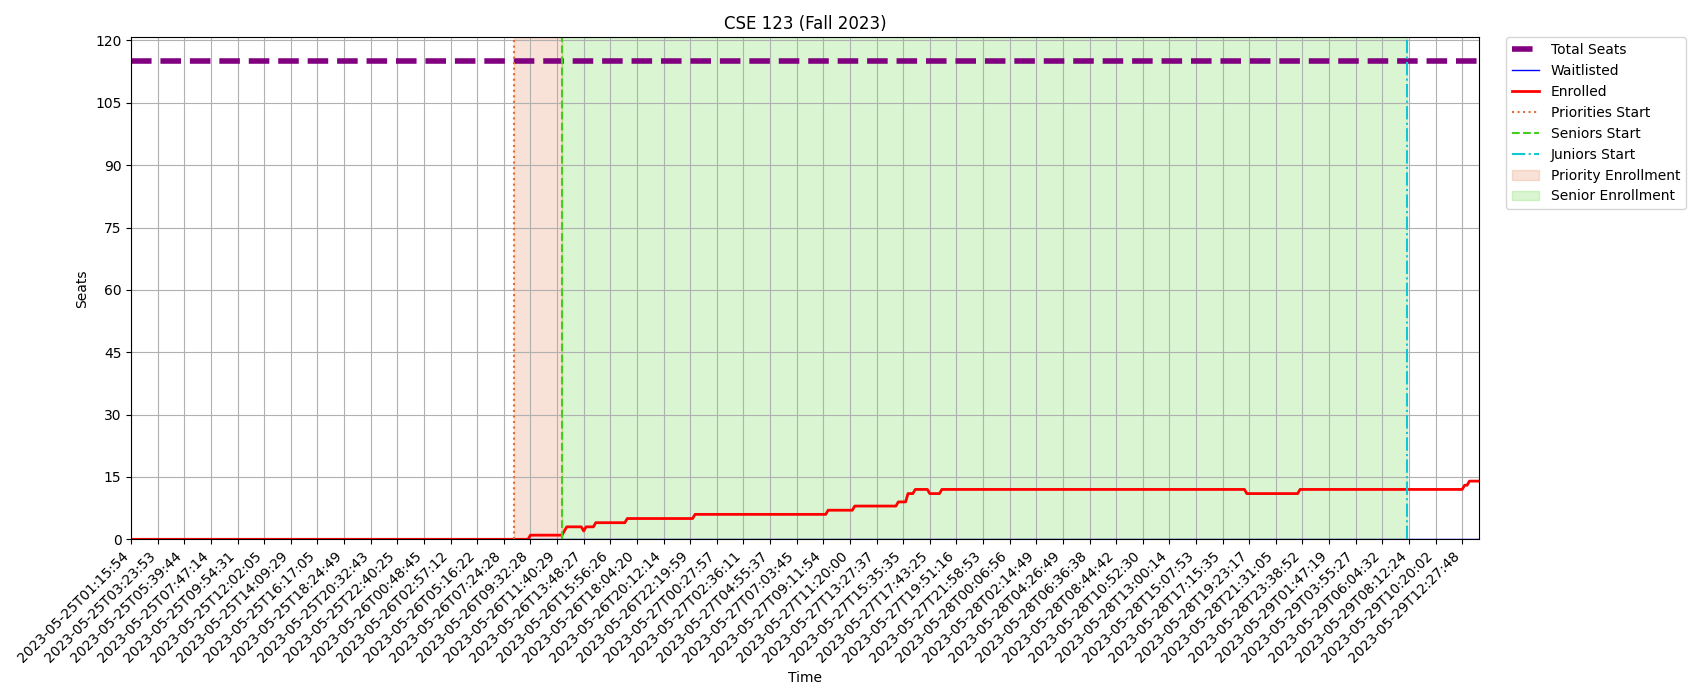 CSE 123 (Fall 2023)
120
105
90
75
60
45
30
15
0
Seats
Total Seats
Waitlisted
Enrolled
Priorities Start
Seniors Start
Juniors Start
Priority Enrollment
Senior Enrollment
2023-05-25T01:15:54
2023-05-25T03:23:53
2023-05-25T05:39:44
2023-05-25T07:47:14
2023-05-25T09:54:31
2023-05-25T12:02:05
2023-05-25T14:09:29
2023-05-25T16:17:05
2023-05-25T18:24:49
2023-05-25T20:32:43
2023-05-25T22:40:25
2023-05-26T00:48:45
2023-05-26T02:57:12
2023-05-26T05:16:22
2023-05-26T07:24:28
2023-05-26T09:32:28
2023-05-26T11:40:29
2023-05-26T13:48:27
2023-05-26T15:56:26
2023-05-26T18:04:20
2023-05-26T20:12:14
2023-05-26T22:19:59
2023-05-27T00:27:57
2023-05-27T02:36:11
2023-05-27T04:55:37
2023-05-27T07:03:45
2023-05-27T09:11:54
2023-05-27T11:20:00
2023-05-27T13:27:37
2023-05-27T15:35:35
2023-05-27T17:43:25
2023-05-27T19:51:16
2023-05-27T21:58:53
2023-05-28T00:06:56
2023-05-28T02:14:49
2023-05-28T04:26:49
2023-05-28T06:36:38
2023-05-28T08:44:42
2023-05-28T10:52:30
2023-05-28T13:00:14
2023-05-28T15:07:53
2023-05-28T17:15:35
2023-05-28T19:23:17
2023-05-28T21:31:05
2023-05-28T23:38:52
2023-05-29T01:47:19
2023-05-29T03:55:27
2023-05-29T06:04:32
2023-05-29T08:12:24
2023-05-29T10:20:02
2023-05-29T12:27:48
Time